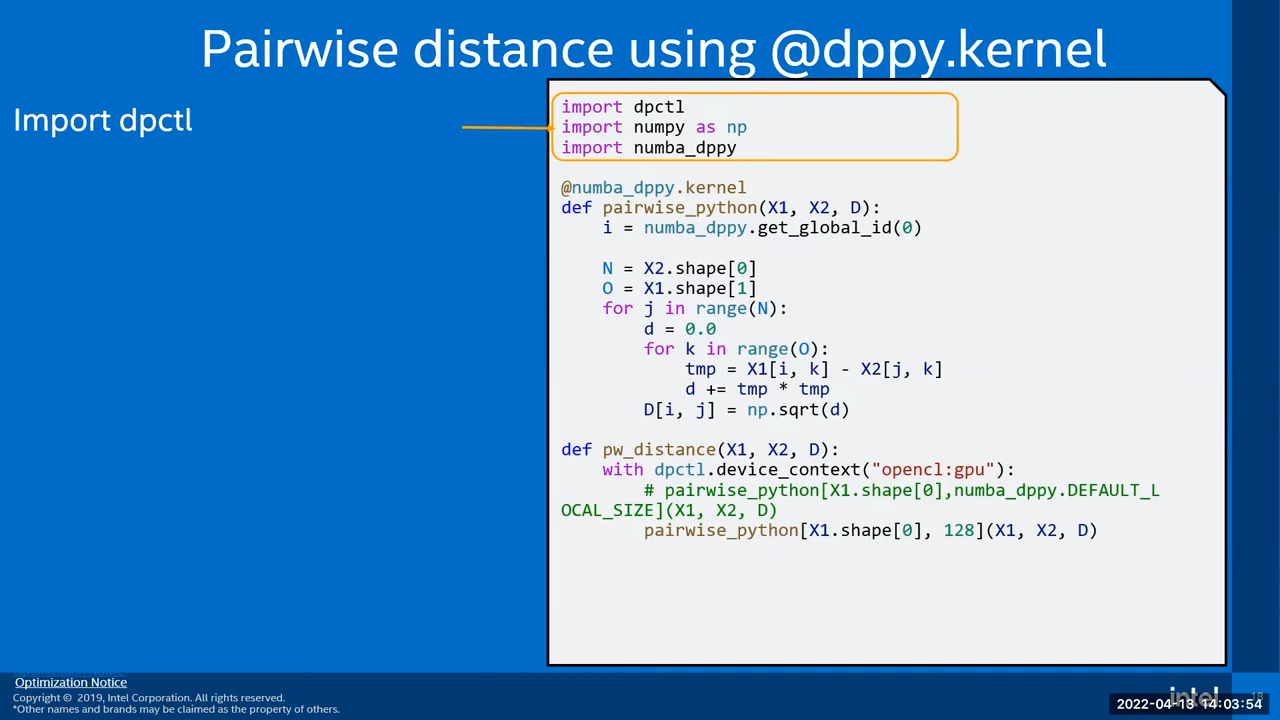 Pairwise distance using @dppy.kernel
Import dpctl
import dpctl
import numpy as np
import numba_dppy
@numba_dppy.kernel
def pairwise_python(X1, X2, D):
    i = numba_dppy.get_global_id(0)
    N = X2.shape[0]
    O = X1.shape[1]
    for j in range(N):
        d = 0.0
        for k in range(O):
            tmp = X1[i, k] - X2[j, k]
            d += tmp * tmp
        D[i, j] = np.sqrt(d)
def pw_distance(X1, X2, D):
    with dpctl.device_context("opencl:gpu"):
        # pairwise_python[X1.shape[0],numba_dppy.DEFAULT_L
OCAL_SIZE](X1, X2, D)
        pairwise_python[X1.shape[0], 128](X1, X2, D)
Optimization Notice
Copyright © 2019, Intel Corporation. All rights reserved.
*Other names and brands may be claimed as the property of others.
intel
18
2022-04-13 14:03:54